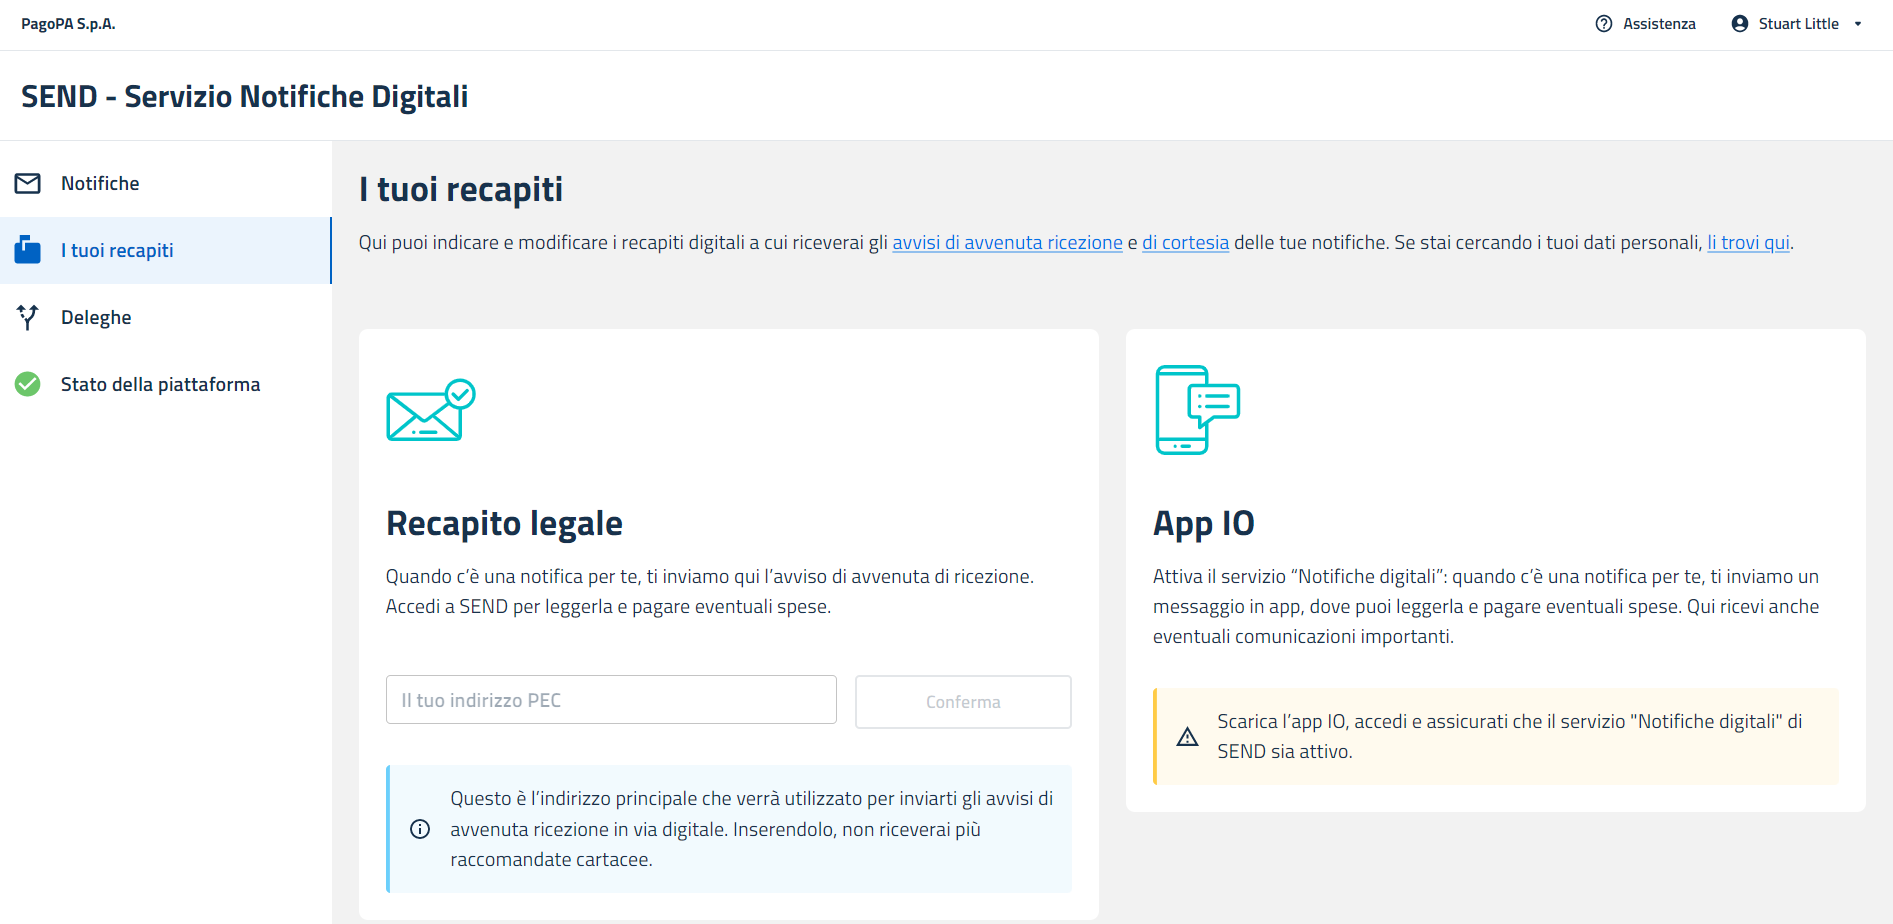 PagoPA S.p.A.
Assistenza
Stuart Little
SEND - Servizio Notifiche Digitali
Notifiche
I tuoi recapiti
Deleghe
Stato della piattaforma
I tuoi recapiti
Qui puoi indicare e modificare i recapiti digitali a cui riceverai gli avvisi di avvenuta ricezione e di cortesia delle tue notifiche. Se stai cercando i tuoi dati personali, li trovi qui.
Recapito legale
Quando c’è una notifica per te, ti inviamo qui l’avviso di avvenuta di ricezione.
Accedi a SEND per leggerla e pagare eventuali spese.
Il tuo indirizzo PEC
Conferma
Questo è l’indirizzo principale che verrà utilizzato per inviarti gli avvisi di
avvenuta ricezione in via digitale. Inserendolo, non riceverai più
raccomandate cartacee.
App IO
Attiva il servizio “Notifiche digitali”: quando c’è una notifica per te, ti inviamo un
messaggio in app, dove puoi leggerla e pagare eventuali spese. Qui ricevi anche
eventuali comunicazioni importanti.
Scarica l’app IO, accedi e assicurati che il servizio "Notifiche digitali" di
SEND sia attivo.